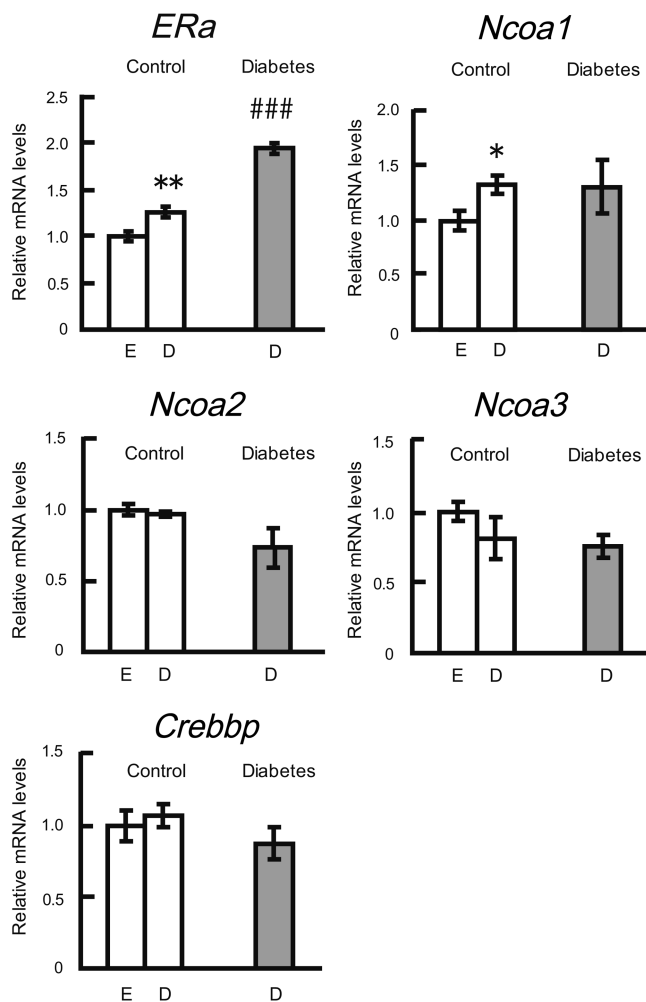 ERa
Control Diabetes
Relative mRNA levels
2.5
2.0
1.5
1.0
0.5
0
**
###
E D D
Ncoa1
Control Diabetes
Relative mRNA levels
2.0
1.5
1.0
0.5
0
*
E D D
Ncoa2
Control Diabetes
Relative mRNA levels
1.5
1.0
0.5
0
E D D
Ncoa3
Control Diabetes
Relative mRNA levels
1.5
1.0
0.5
0
E D D
Crebbp
Control Diabetes
Relative mRNA levels
1.5
1.0
0.5
0
E D D